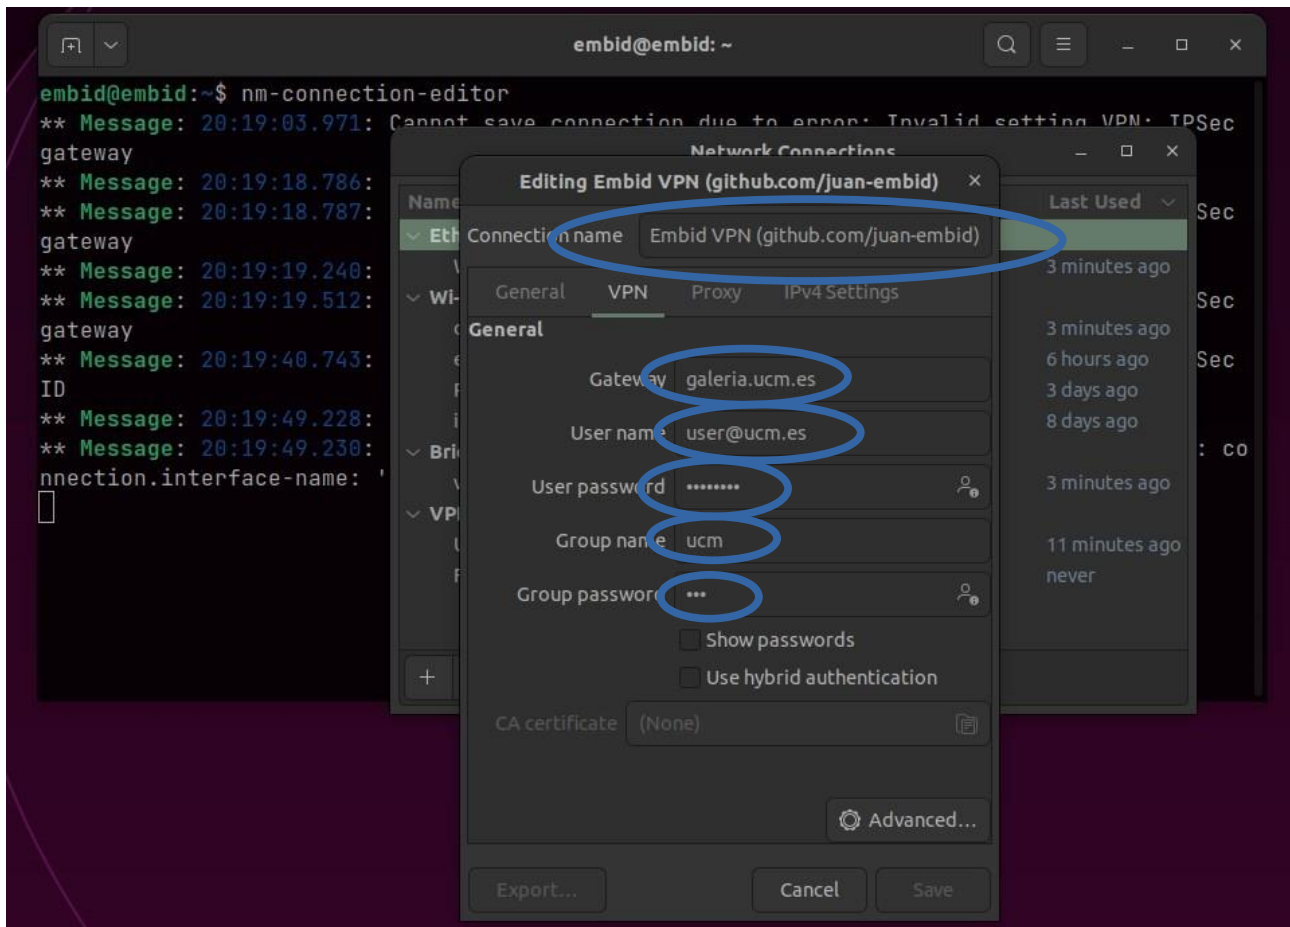 embid@embid: ~
embid@embid:~$ nm-connection-editor
** Message: 20:19:03.971: Cannot save connection due to error: Invalid setting VPN: IPSec
gateway
** Message: 20:19:18.786:
** Message: 20:19:18.787: Sec
gateway
** Message: 20:19:19.240:
** Message: 20:19:19.512: Sec
gateway
** Message: 20:19:40.743: Sec
ID
** Message: 20:19:49.228:
** Message: 20:19:49.230: : co
nnection.interface-name: '
Network Connections
Name
Last Used
Eth
3 minutes ago
Wi-
3 minutes ago
6 hours ago
3 days ago
8 days ago
Bri
3 minutes ago
VP
11 minutes ago
never
Editing Embid VPN (github.com/juan-embid)
Connection name Embid VPN (github.com/juan-embid)
General VPN Proxy IPv4 Settings
General
Gateway galeria.ucm.es
User name user@ucm.es
User password ••••••••
Group name ucm
Group password •••
Show passwords
Use hybrid authentication
CA certificate (None)
Advanced...
Export... Cancel Save